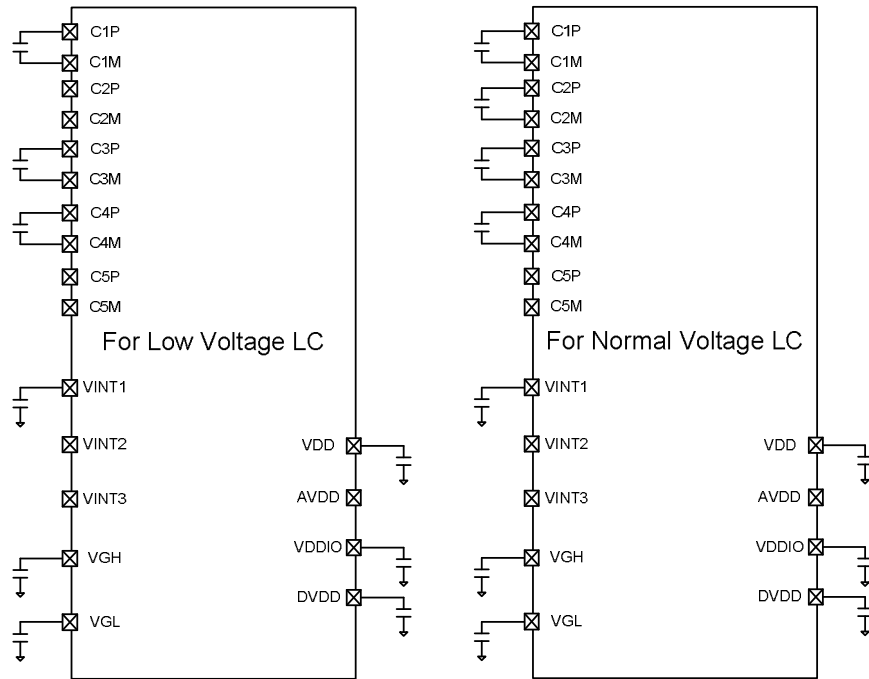 C1P
C1M
C2P
C2M
C3P
C3M
C4P
C4M
C5P
C5M
For Low Voltage LC
VINT1
VINT2
VDD
VINT3
AVDD
VGH
VDDIO
DVDD
VGL
C1P
C1M
C2P
C2M
C3P
C3M
C4P
C4M
C5P
C5M
For Normal Voltage LC
VINT1
VINT2
VDD
VINT3
AVDD
VGH
VDDIO
DVDD
VGL